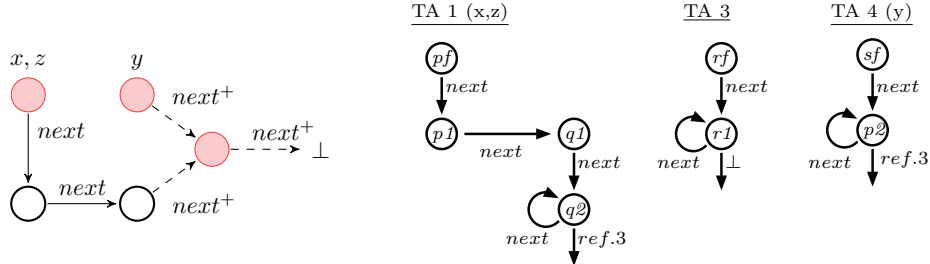 TA 1 (x,z)
TA 3
TA 4 (y)
x, z
y
pf
rf
sf
next
next
next
next⁺
next
next⁺
⊥
p1
next
q1
next
r1
⊥
next
p2
ref.3
next
next
next⁺
q2
next
ref.3